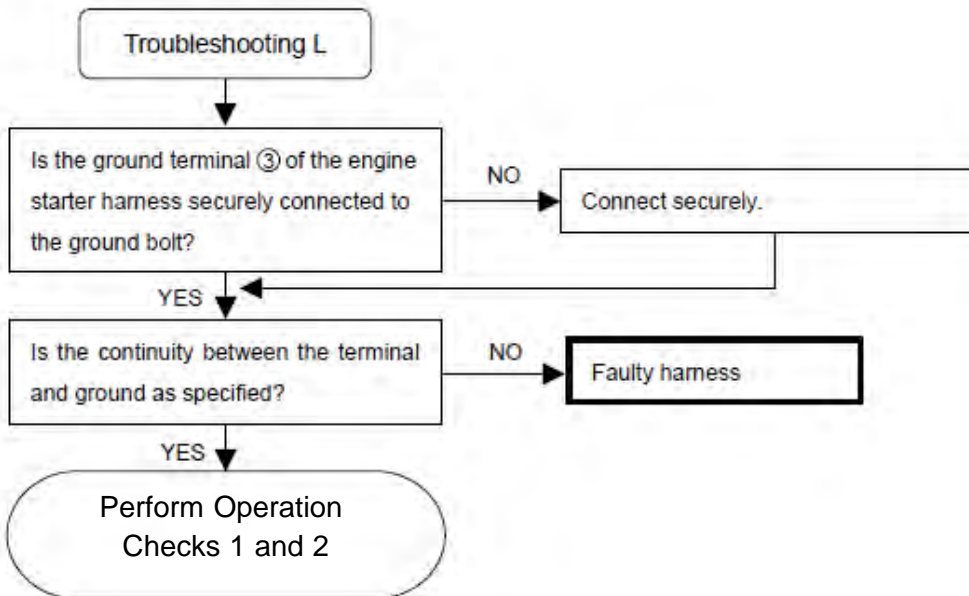 Troubleshooting L
Is the ground terminal ③ of the engine
starter harness securely connected to
the ground bolt?
NO
Connect securely.
YES
Is the continuity between the terminal
and ground as specified?
NO
Faulty harness
YES
Perform Operation
Checks 1 and 2